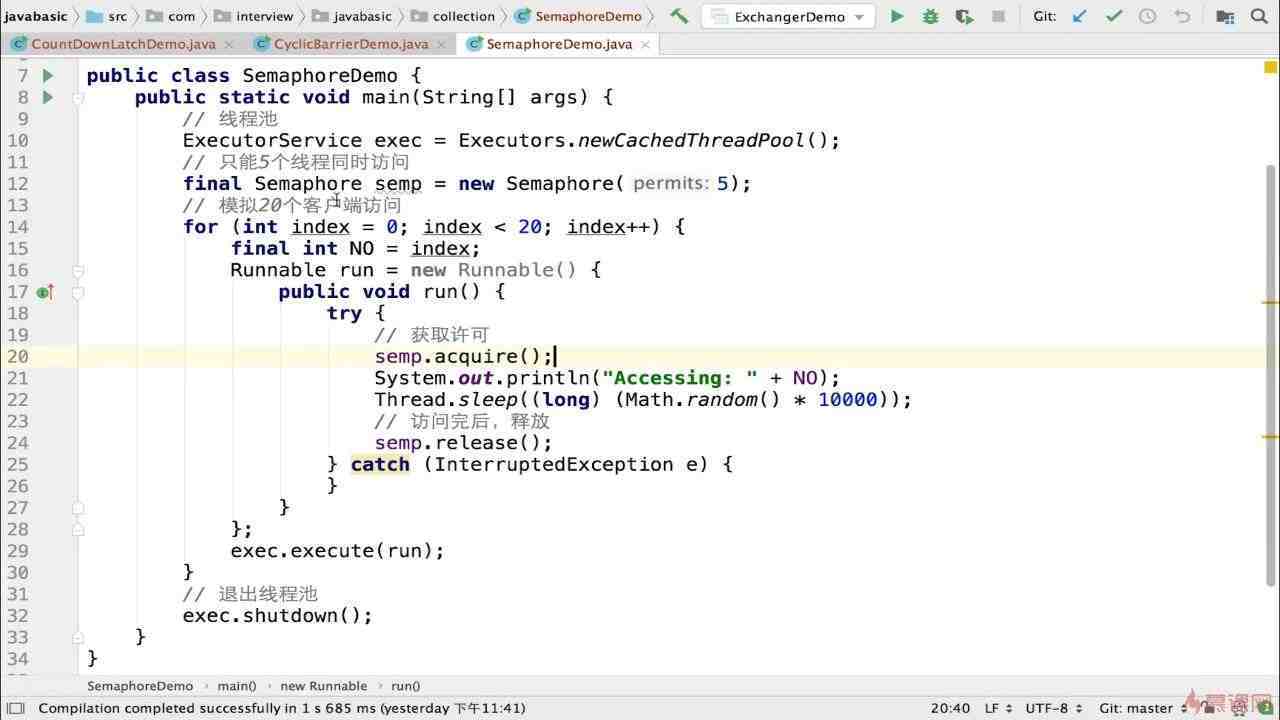 javabasic src com interview javabasic collection SemaphoreDemo ExchangerDemo Git:
CountDownLatchDemo.java CyclicBarrierDemo.java SemaphoreDemo.java
7 public class SemaphoreDemo {
8 public static void main(String[] args) {
9 // 线程池
10 ExecutorService exec = Executors.newCachedThreadPool();
11 // 只能5个线程同时访问
12 final Semaphore semp = new Semaphore( permits: 5);
13 // 模拟20个客户端访问
14 for (int index = 0; index < 20; index++) {
15 final int NO = index;
16 Runnable run = new Runnable() {
17 public void run() {
18 try {
19 // 获取许可
20 semp.acquire();
21 System.out.println("Accessing: " + NO);
22 Thread.sleep((long) (Math.random() * 10000));
23 // 访问完后，释放
24 semp.release();
25 } catch (InterruptedException e) {
26 }
27 }
28 };
29 exec.execute(run);
30 }
31 // 退出线程池
32 exec.shutdown();
33 }
34 }
SemaphoreDemo › main() › new Runnable › run()
Compilation completed successfully in 1 s 685 ms (yesterday 下午11:41) 20:40 LF UTF-8 Git: master
慕课网